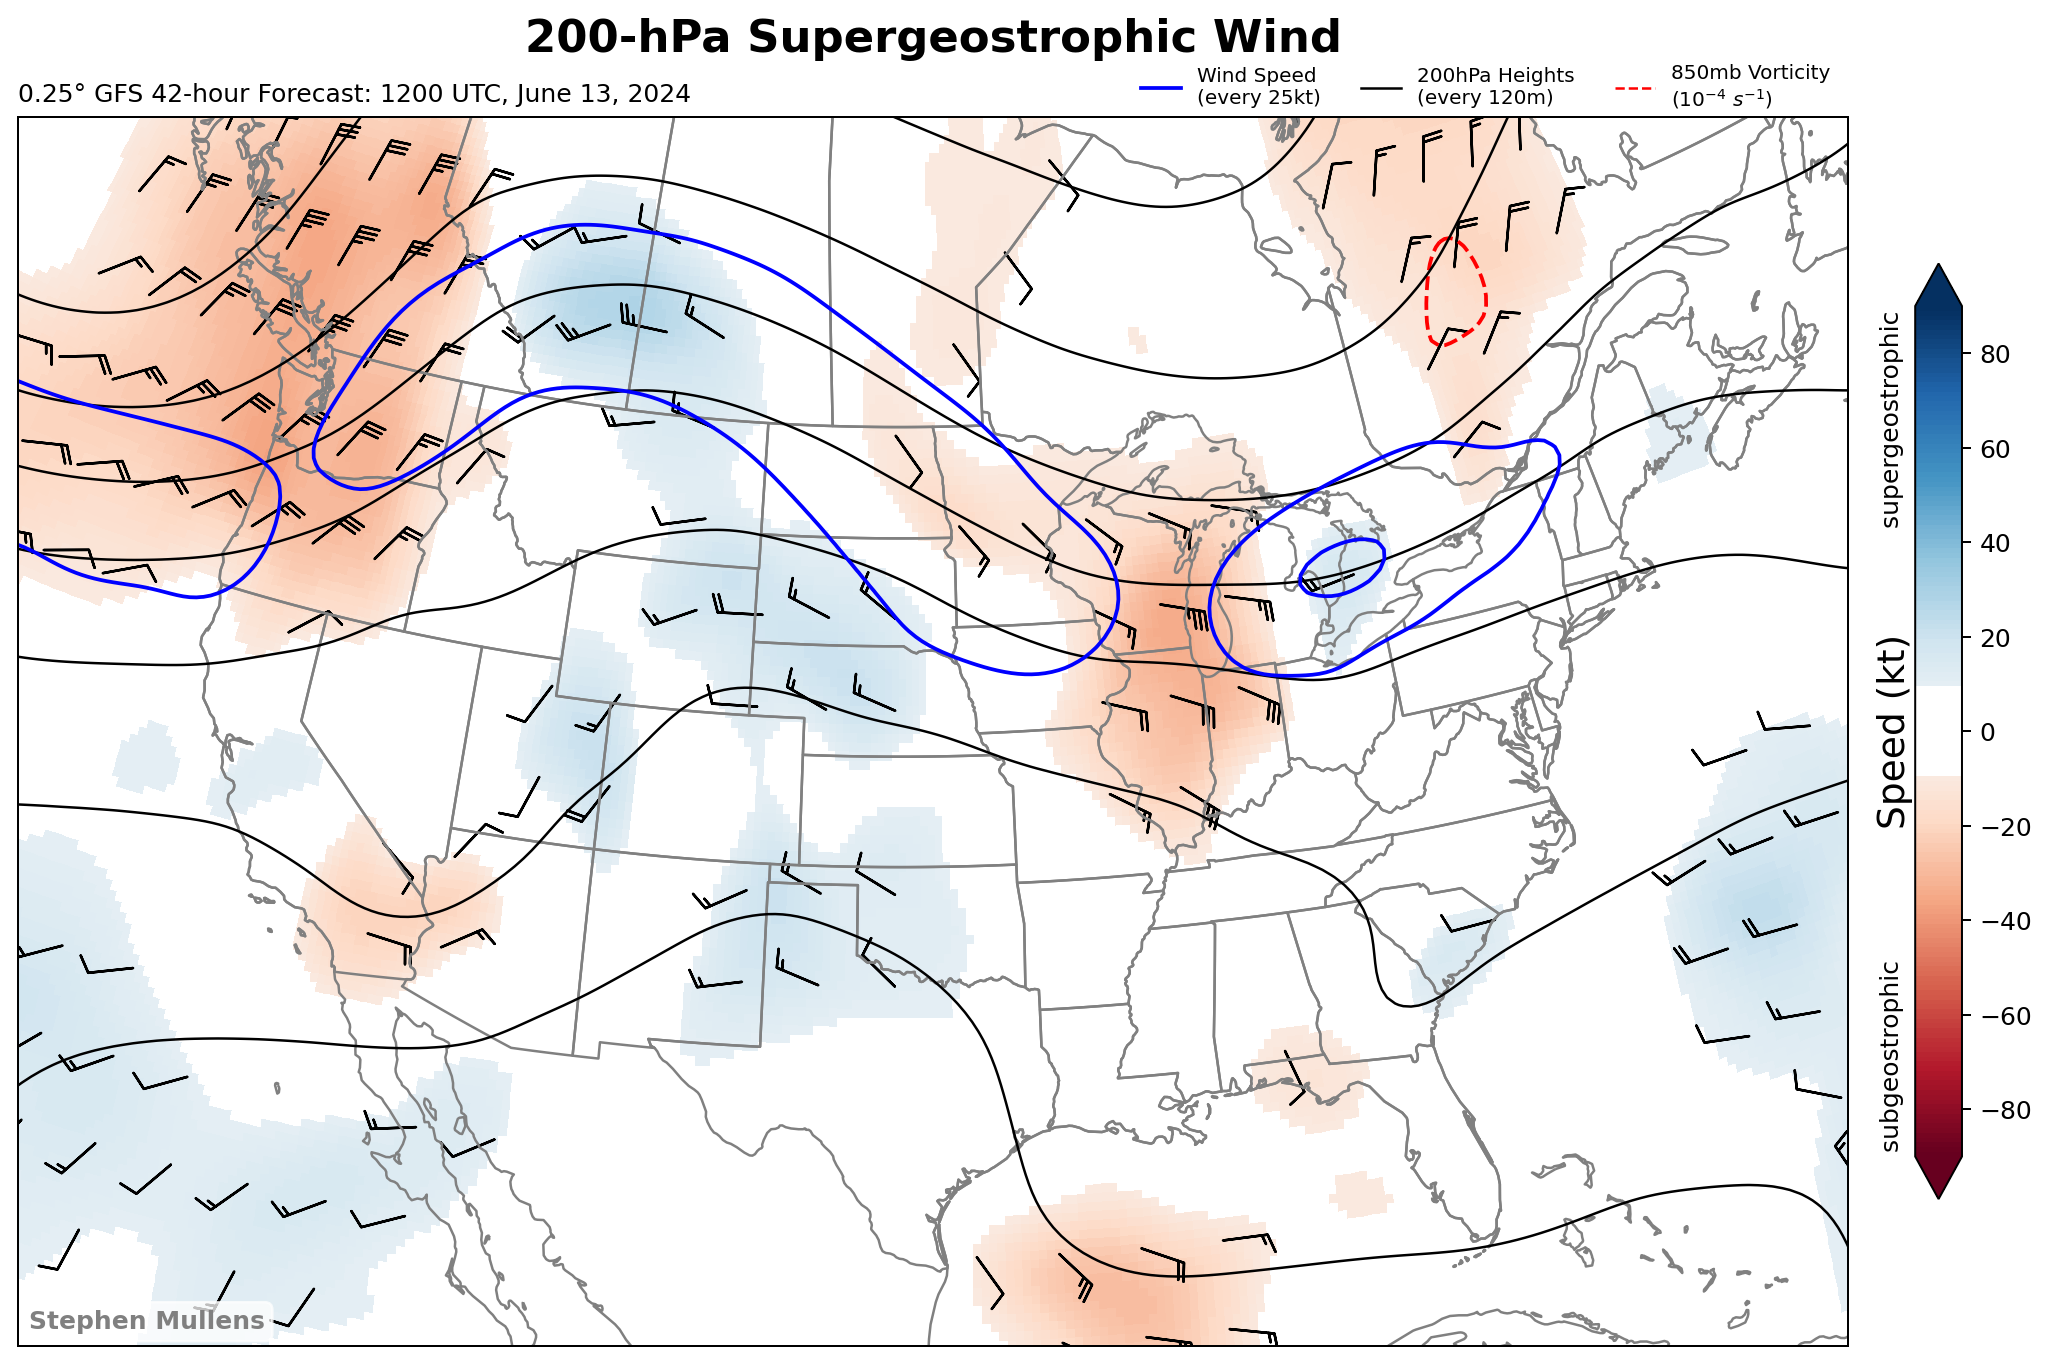 200-hPa Supergeostrophic Wind
0.25° GFS 42-hour Forecast: 1200 UTC, June 13, 2024
Wind Speed
(every 25kt)
200hPa Heights
(every 120m)
850mb Vorticity
(10⁻⁴ s⁻¹)
supergeostrophic
Speed (kt)
subgeostrophic
80
60
40
20
0
−20
−40
−60
−80
Stephen Mullens